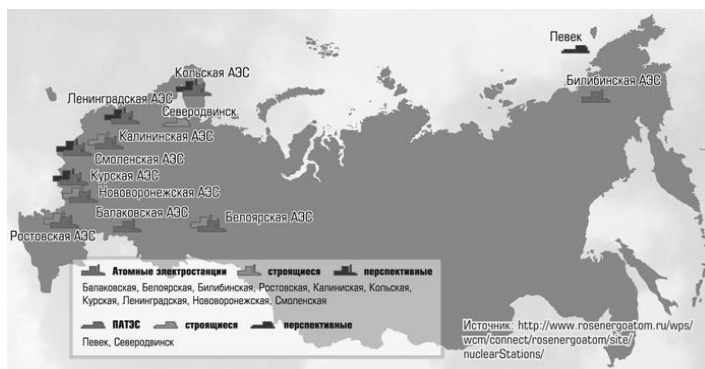 Певек
Кольская АЭС
Билибинская АЭС
Ленинградская АЭС
Северодвинск
Калининская АЭС
Смоленская АЭС
Курская АЭС
Нововоронежская АЭС
Балаковская АЭС
Белоярская АЭС
Ростовская АЭС
Атомные электростанции строящиеся перспективные
Балаковская, Белоярская, Билибинская, Ростовская, Калиниская, Кольская,
Курская, Ленинградская, Нововоронежская, Смоленская
ПАТЭС строящиеся перспективные
Певек, Северодвинск
Источник: http://www.rosenergoatom.ru/wps/
wcm/connect/rosenergoatom/site/
nuclearStations/